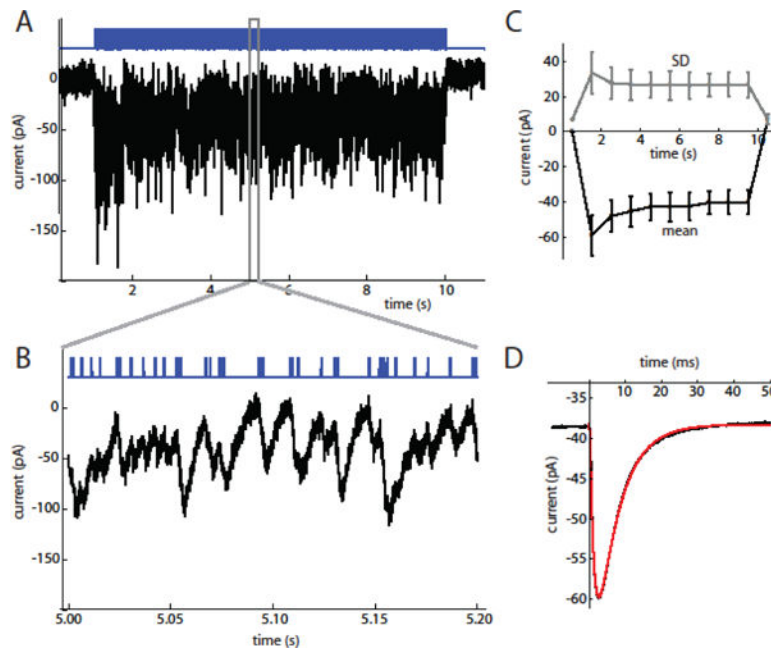 A
0
-50
-100
-150
current (pA)
2 4 6 8 10
time (s)
B
0
-50
-100
-150
current (pA)
5.00 5.05 5.10 5.15 5.20
time (s)
C
40
20
0
-20
-40
-60
current (pA)
SD
2 4 6 8 10
time (s)
mean
D
time (ms)
10 20 30 40 50
-35
-40
-45
-50
-55
-60
current (pA)